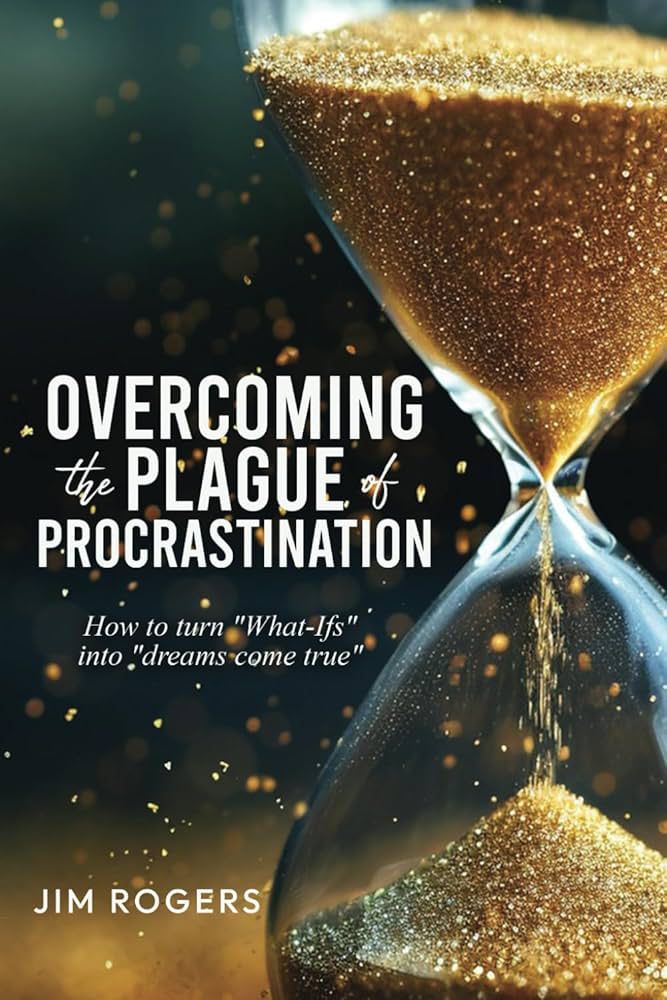 OVERCOMING
the PLAGUE of
PROCRASTINATION
How to turn "What-Ifs"
into "dreams come true"
JIM ROGERS